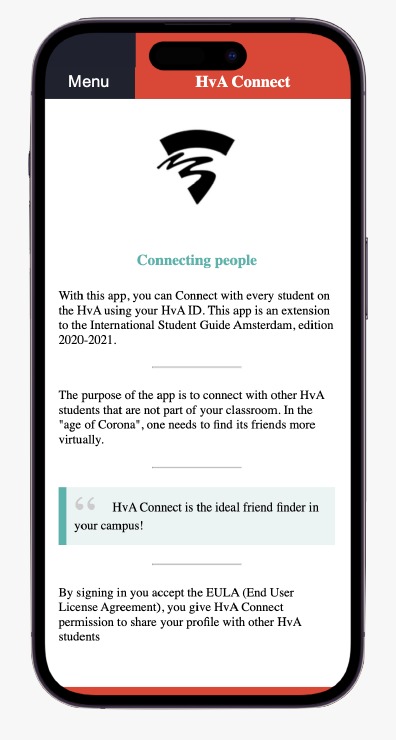 Menu
HvA Connect
Connecting people
With this app, you can Connect with every student on
the HvA using your HvA ID. This app is an extension
to the International Student Guide Amsterdam, edition
2020-2021.
The purpose of the app is to connect with other HvA
students that are not part of your classroom. In the
"age of Corona", one needs to find its friends more
virtually.
“ HvA Connect is the ideal friend finder in
your campus!
By signing in you accept the EULA (End User
License Agreement), you give HvA Connect
permission to share your profile with other HvA
students